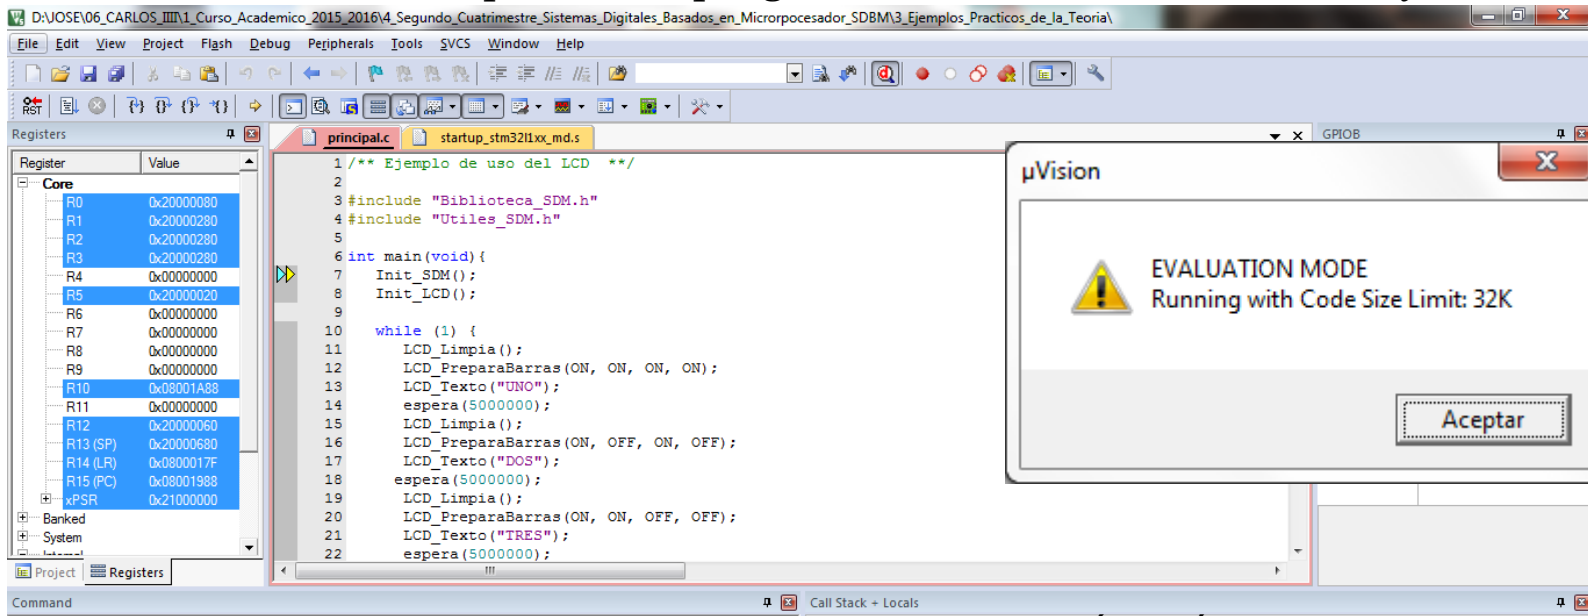 D:\JOSE\06_CARLOS_III\1_Curso_Academico_2015_2016\4_Segundo_Cuatrimestre_Sistemas_Digitales_Basados_en_Microrpocesador_SDBM\3_Ejemplos_Practicos_de_la_Teoria\
File Edit View Project Flash Debug Peripherals Tools SVCS Window Help
RST
Registers
principal.c startup_stm32l1xx_md.s
GPIOB
Register Value
Core
R0 0x20000080
R1 0x20000280
R2 0x20000280
R3 0x20000280
R4 0x00000000
R5 0x20000020
R6 0x00000000
R7 0x00000000
R8 0x00000000
R9 0x00000000
R10 0x08001A88
R11 0x00000000
R12 0x20000060
R13 (SP) 0x20000680
R14 (LR) 0x0800017F
R15 (PC) 0x08001988
xPSR 0x21000000
Banked
System
Project Registers
1 /** Ejemplo de uso del LCD **/
2
3 #include "Biblioteca_SDM.h"
4 #include "Utiles_SDM.h"
5
6 int main(void){
7 Init_SDM();
8 Init_LCD();
9
10 while (1) {
11 LCD_Limpia();
12 LCD_PreparaBarras(ON, ON, ON, ON);
13 LCD_Texto("UNO");
14 espera(5000000);
15 LCD_Limpia();
16 LCD_PreparaBarras(ON, OFF, ON, OFF);
17 LCD_Texto("DOS");
18 espera(5000000);
19 LCD_Limpia();
20 LCD_PreparaBarras(ON, ON, OFF, OFF);
21 LCD_Texto("TRES");
22 espera(5000000);
µVision
EVALUATION MODE
Running with Code Size Limit: 32K
Aceptar
Command
Call Stack + Locals